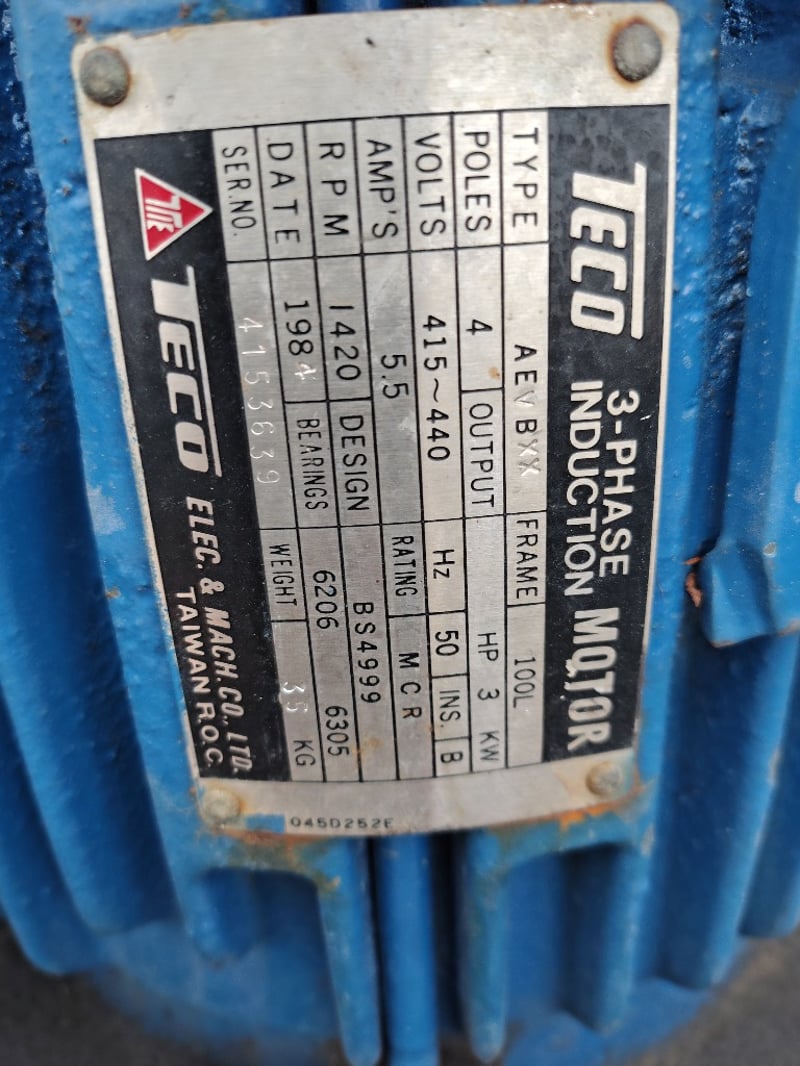 TECO 3-PHASE INDUCTION MOTOR
TYPE AEVBXX FRAME 100L
POLES 4 OUTPUT HP 3 KW
VOLTS 415~440 Hz 50 INS. B
AMP'S 5.5 RATING MCR
RPM 1420 DESIGN BS4999
DATE 1984 BEARINGS 6206 6305
SER.NO. 4153639 WEIGHT 35 KG
TECO ELEC. & MACH. CO., LTD.
TAIWAN R.O.C.
045D252E